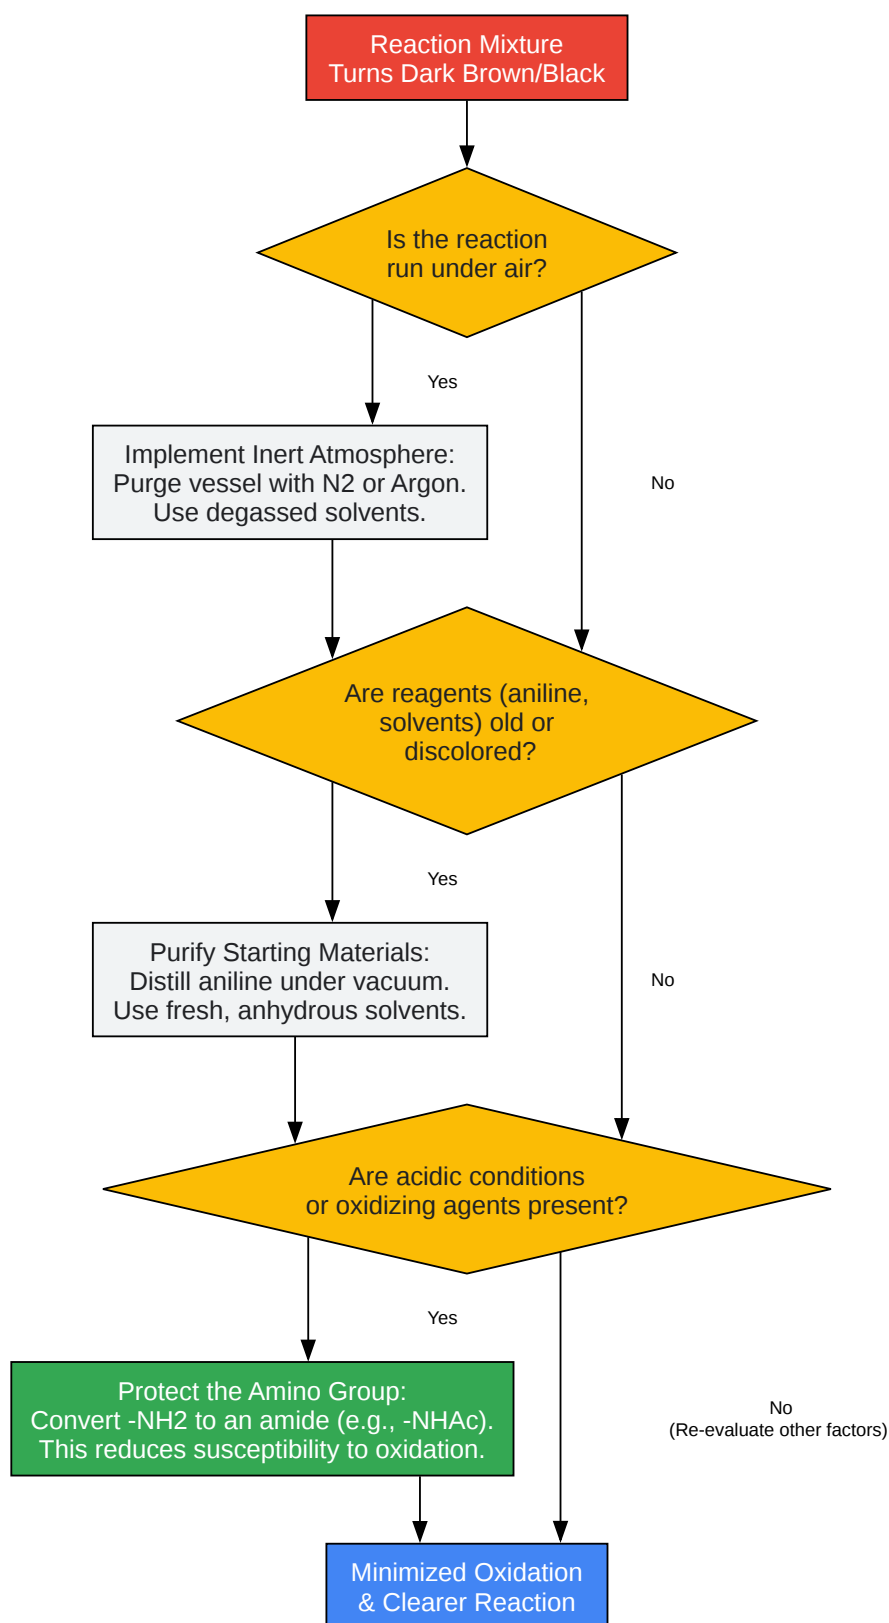 Reaction Mixture
Turns Dark Brown/Black
Is the reaction
run under air?
Yes
Implement Inert Atmosphere:
Purge vessel with N2 or Argon.
Use degassed solvents.
No
Are reagents (aniline,
solvents) old or
discolored?
Yes
Purify Starting Materials:
Distill aniline under vacuum.
Use fresh, anhydrous solvents.
No
Are acidic conditions
or oxidizing agents present?
Yes
Protect the Amino Group:
Convert -NH2 to an amide (e.g., -NHAc).
This reduces susceptibility to oxidation.
No
(Re-evaluate other factors)
Minimized Oxidation
& Clearer Reaction